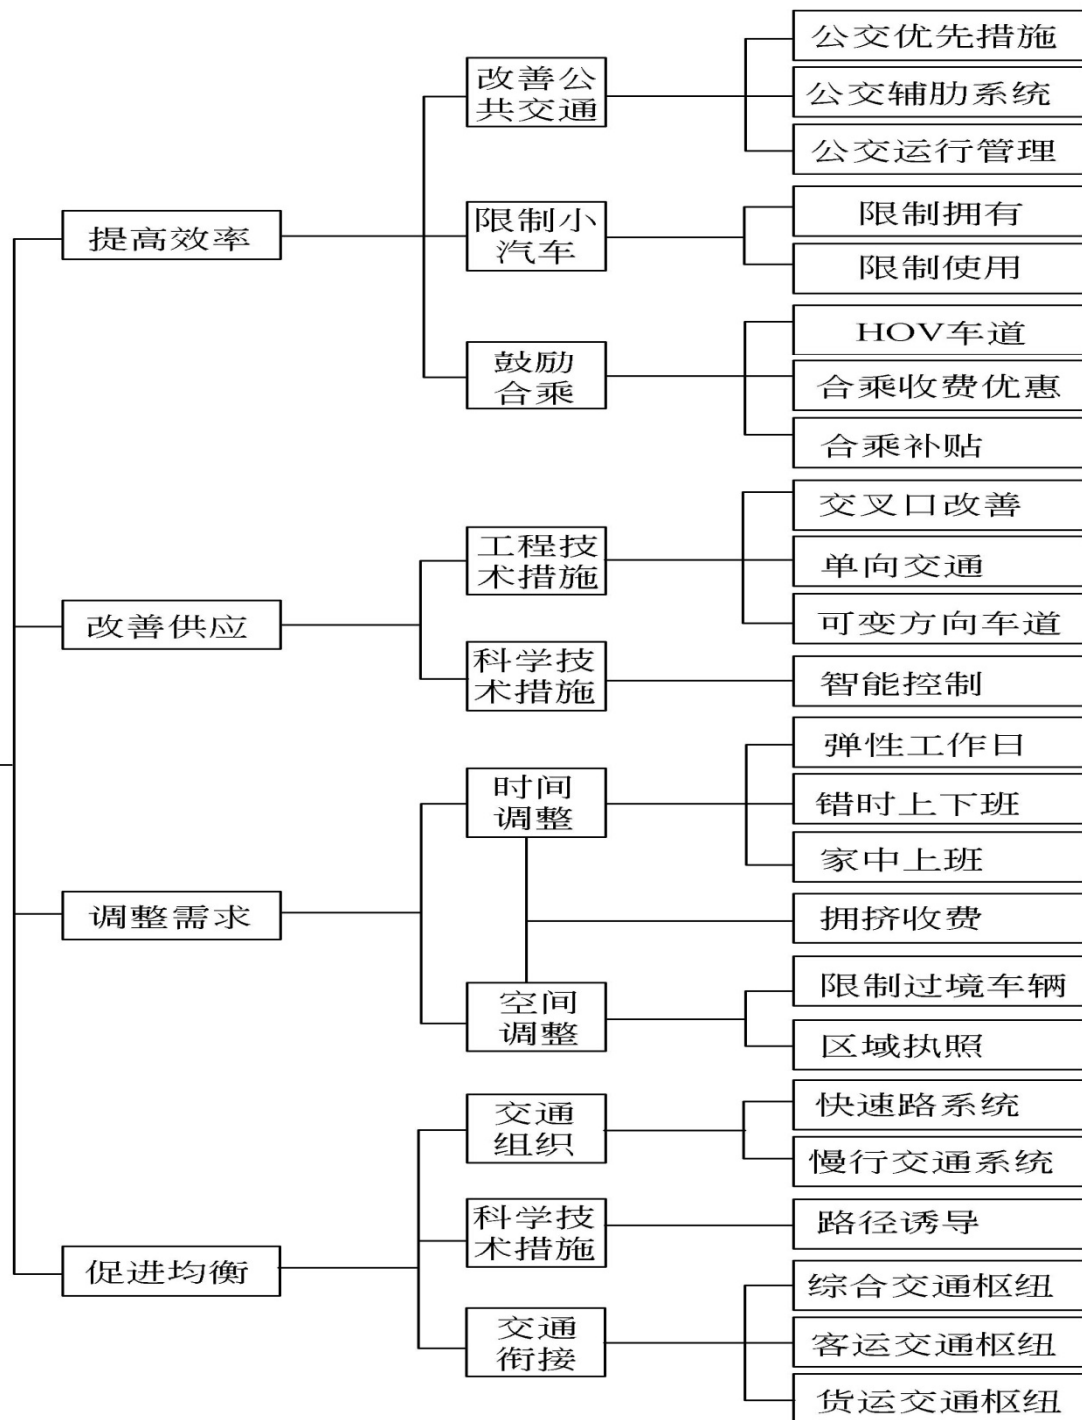 提高效率
改善公
共交通
公交优先措施
公交辅肋系统
公交运行管理
限制小
汽车
限制拥有
限制使用
鼓励
合乘
HOV车道
合乘收费优惠
合乘补贴
改善供应
工程技
术措施
交叉口改善
单向交通
可变方向车道
科学技
术措施
智能控制
调整需求
时间
调整
弹性工作日
错时上下班
家中上班
拥挤收费
空间
调整
限制过境车辆
区域执照
促进均衡
交通
组织
快速路系统
慢行交通系统
科学技
术措施
路径诱导
交通
衔接
综合交通枢纽
客运交通枢纽
货运交通枢纽